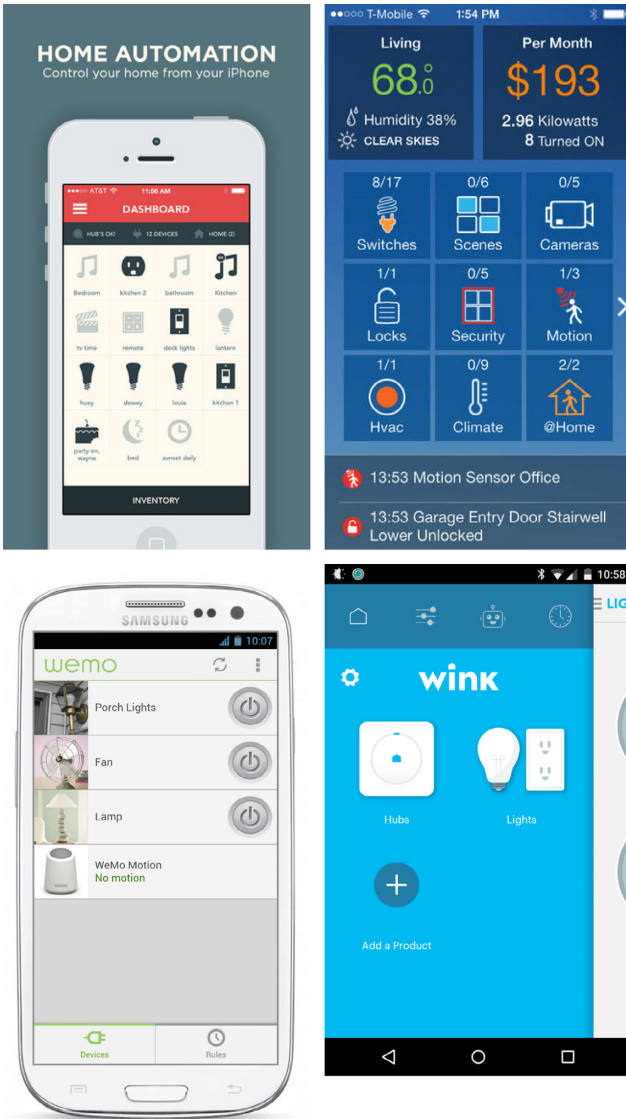 HOME AUTOMATION
Control your home from your iPhone
AT&T 11:06 AM
DASHBOARD
HUB'S OK! 12 DEVICES HOME (2)
Bedroom kitchen 2 bathroom Kitchen
tv time remote deck lights lantern
huey dewey louie kitchen 1
party on, wayne bed sunset daily
INVENTORY
T-Mobile 1:54 PM
Living Per Month
68.0° $193
Humidity 38% 2.96 Kilowatts
CLEAR SKIES 8 Turned ON
8/17 0/6 0/5
Switches Scenes Cameras
1/1 0/5 1/3
Locks Security Motion
1/1 0/9 2/2
Hvac Climate @Home
13:53 Motion Sensor Office
13:53 Garage Entry Door Stairwell
Lower Unlocked
SAMSUNG
10:07
wemo
Porch Lights
Fan
Lamp
WeMo Motion
No motion
Devices Rules
10:58
LIG
wink
Hubs Lights
Add a Product